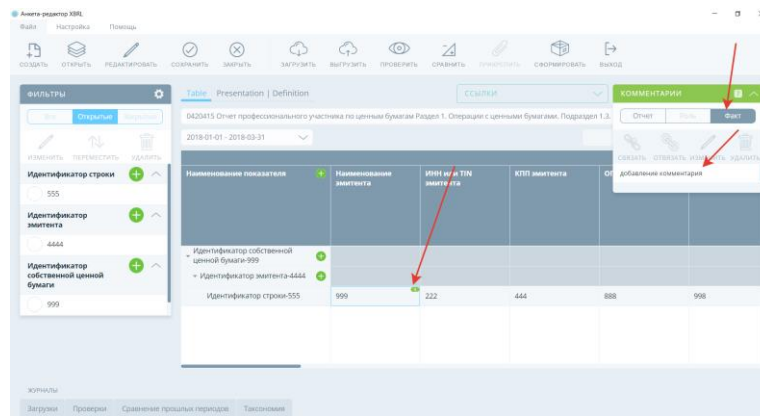 Анкета-редактор XBRL
Файл Настройка Помощь
СОЗДАТЬ ОТКРЫТЬ РЕДАКТИРОВАТЬ СОХРАНИТЬ ЗАКРЫТЬ ЗАГРУЗИТЬ ВЫГРУЗИТЬ ПРОВЕРИТЬ СРАВНИТЬ ПРИКРЕПИТЬ СФОРМИРОВАТЬ ВЫХОД
ФИЛЬТРЫ
Все Открытые Закрытые
ИЗМЕНИТЬ ПЕРЕМЕСТИТЬ УДАЛИТЬ
Идентификатор строки
555
Идентификатор
эмитента
4444
Идентификатор
собственной ценной
бумаги
999
Table Presentation | Definition
ССЫЛКИ
0420415 Отчет профессионального участника по ценным бумагам Раздел 1. Операции с ценными бумагами. Подраздел 1.3.
2018-01-01 - 2018-03-31
КОММЕНТАРИИ
Отчет Роль Факт
СВЯЗАТЬ ОТВЯЗАТЬ ИЗМЕНИТЬ УДАЛИТЬ
добавление комментария
Наименование показателя
Наименование
эмитента
ИНН или TIN
эмитента
КПП эмитента
Идентификатор собственной
ценной бумаги-999
Идентификатор эмитента-4444
Идентификатор строки-555 999 222 444 888 998
ЖУРНАЛЫ
Загрузки Проверки Сравнение прошлых периодов Таксономия